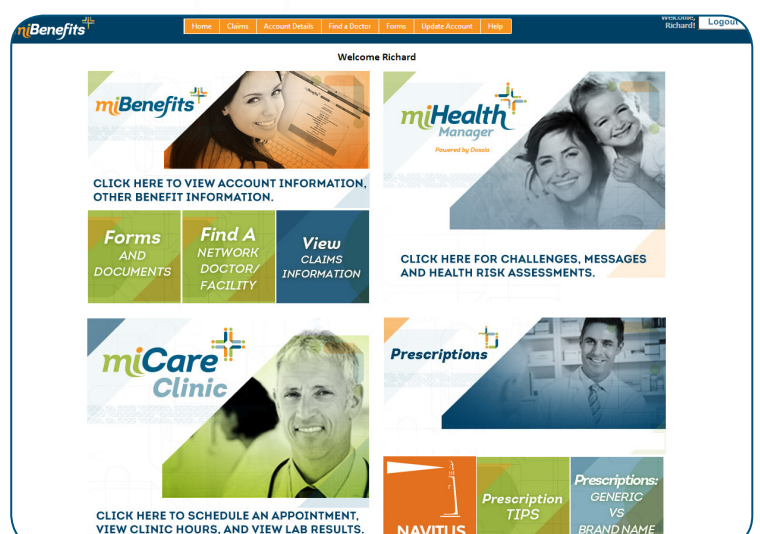 miBenefits
Home Claims Account Details Find a Doctor Forms Update Account Help
Welcome,
Richard!
Logout
Welcome Richard
miBenefits
CLICK HERE TO VIEW ACCOUNT INFORMATION,
OTHER BENEFIT INFORMATION.
Forms
AND
DOCUMENTS
Find A
NETWORK
DOCTOR/
FACILITY
View
CLAIMS
INFORMATION
miHealth
Manager
Powered by Dossia
CLICK HERE FOR CHALLENGES, MESSAGES
AND HEALTH RISK ASSESSMENTS.
miCare
Clinic
CLICK HERE TO SCHEDULE AN APPOINTMENT,
VIEW CLINIC HOURS, AND VIEW LAB RESULTS.
Prescriptions
NAVITUS
Prescription
TIPS
Prescriptions:
GENERIC
VS
BRAND NAME